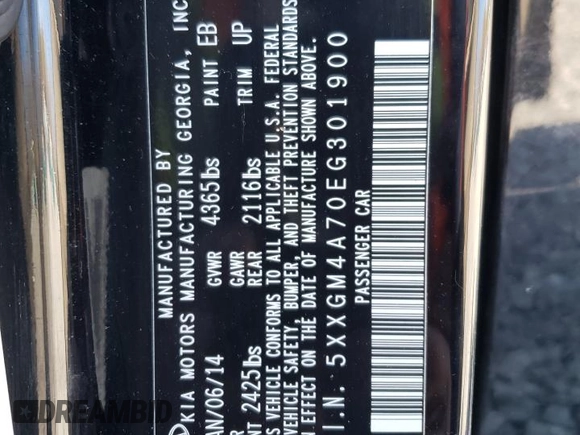 MANUFACTURED BY
KIA MOTORS MANUFACTURING GEORGIA, INC
AN/06/14 GVWR 4365lbs PAINT EB
GAWR
NT 2425lbs REAR 2116lbs TRIM UP
S VEHICLE CONFORMS TO ALL APPLICABLE U.S.A. FEDERAL
VEHICLE SAFETY, BUMPER, AND THEFT PREVENTION STANDARDS
EFFECT ON THE DATE OF MANUFACTURE SHOWN ABOVE.
I.N. 5XXGM4A70EG301900
PASSENGER CAR
DREAMBID